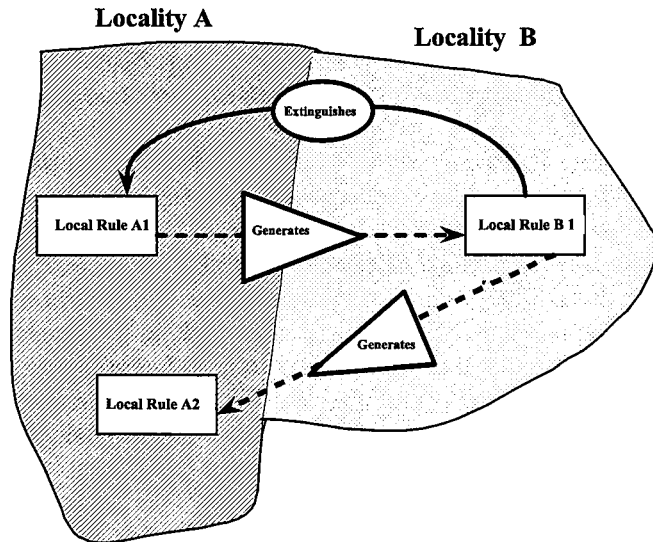 Locality A
Locality B
Extinguishes
Local Rule A1
Generates
Local Rule B 1
Generates
Local Rule A2